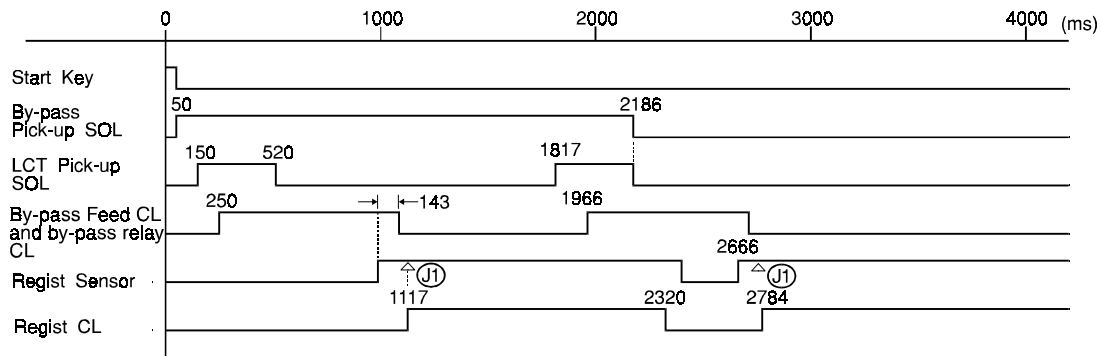 0 1000 2000 3000 4000 (ms)
Start Key
By-pass
Pick-up SOL
50 2186
LCT Pick-up
SOL
150 520 1817
By-pass Feed CL
and by-pass relay
CL
250 143 1966
2666
Regist Sensor
J1 J1
1117 2320 2784
Regist CL